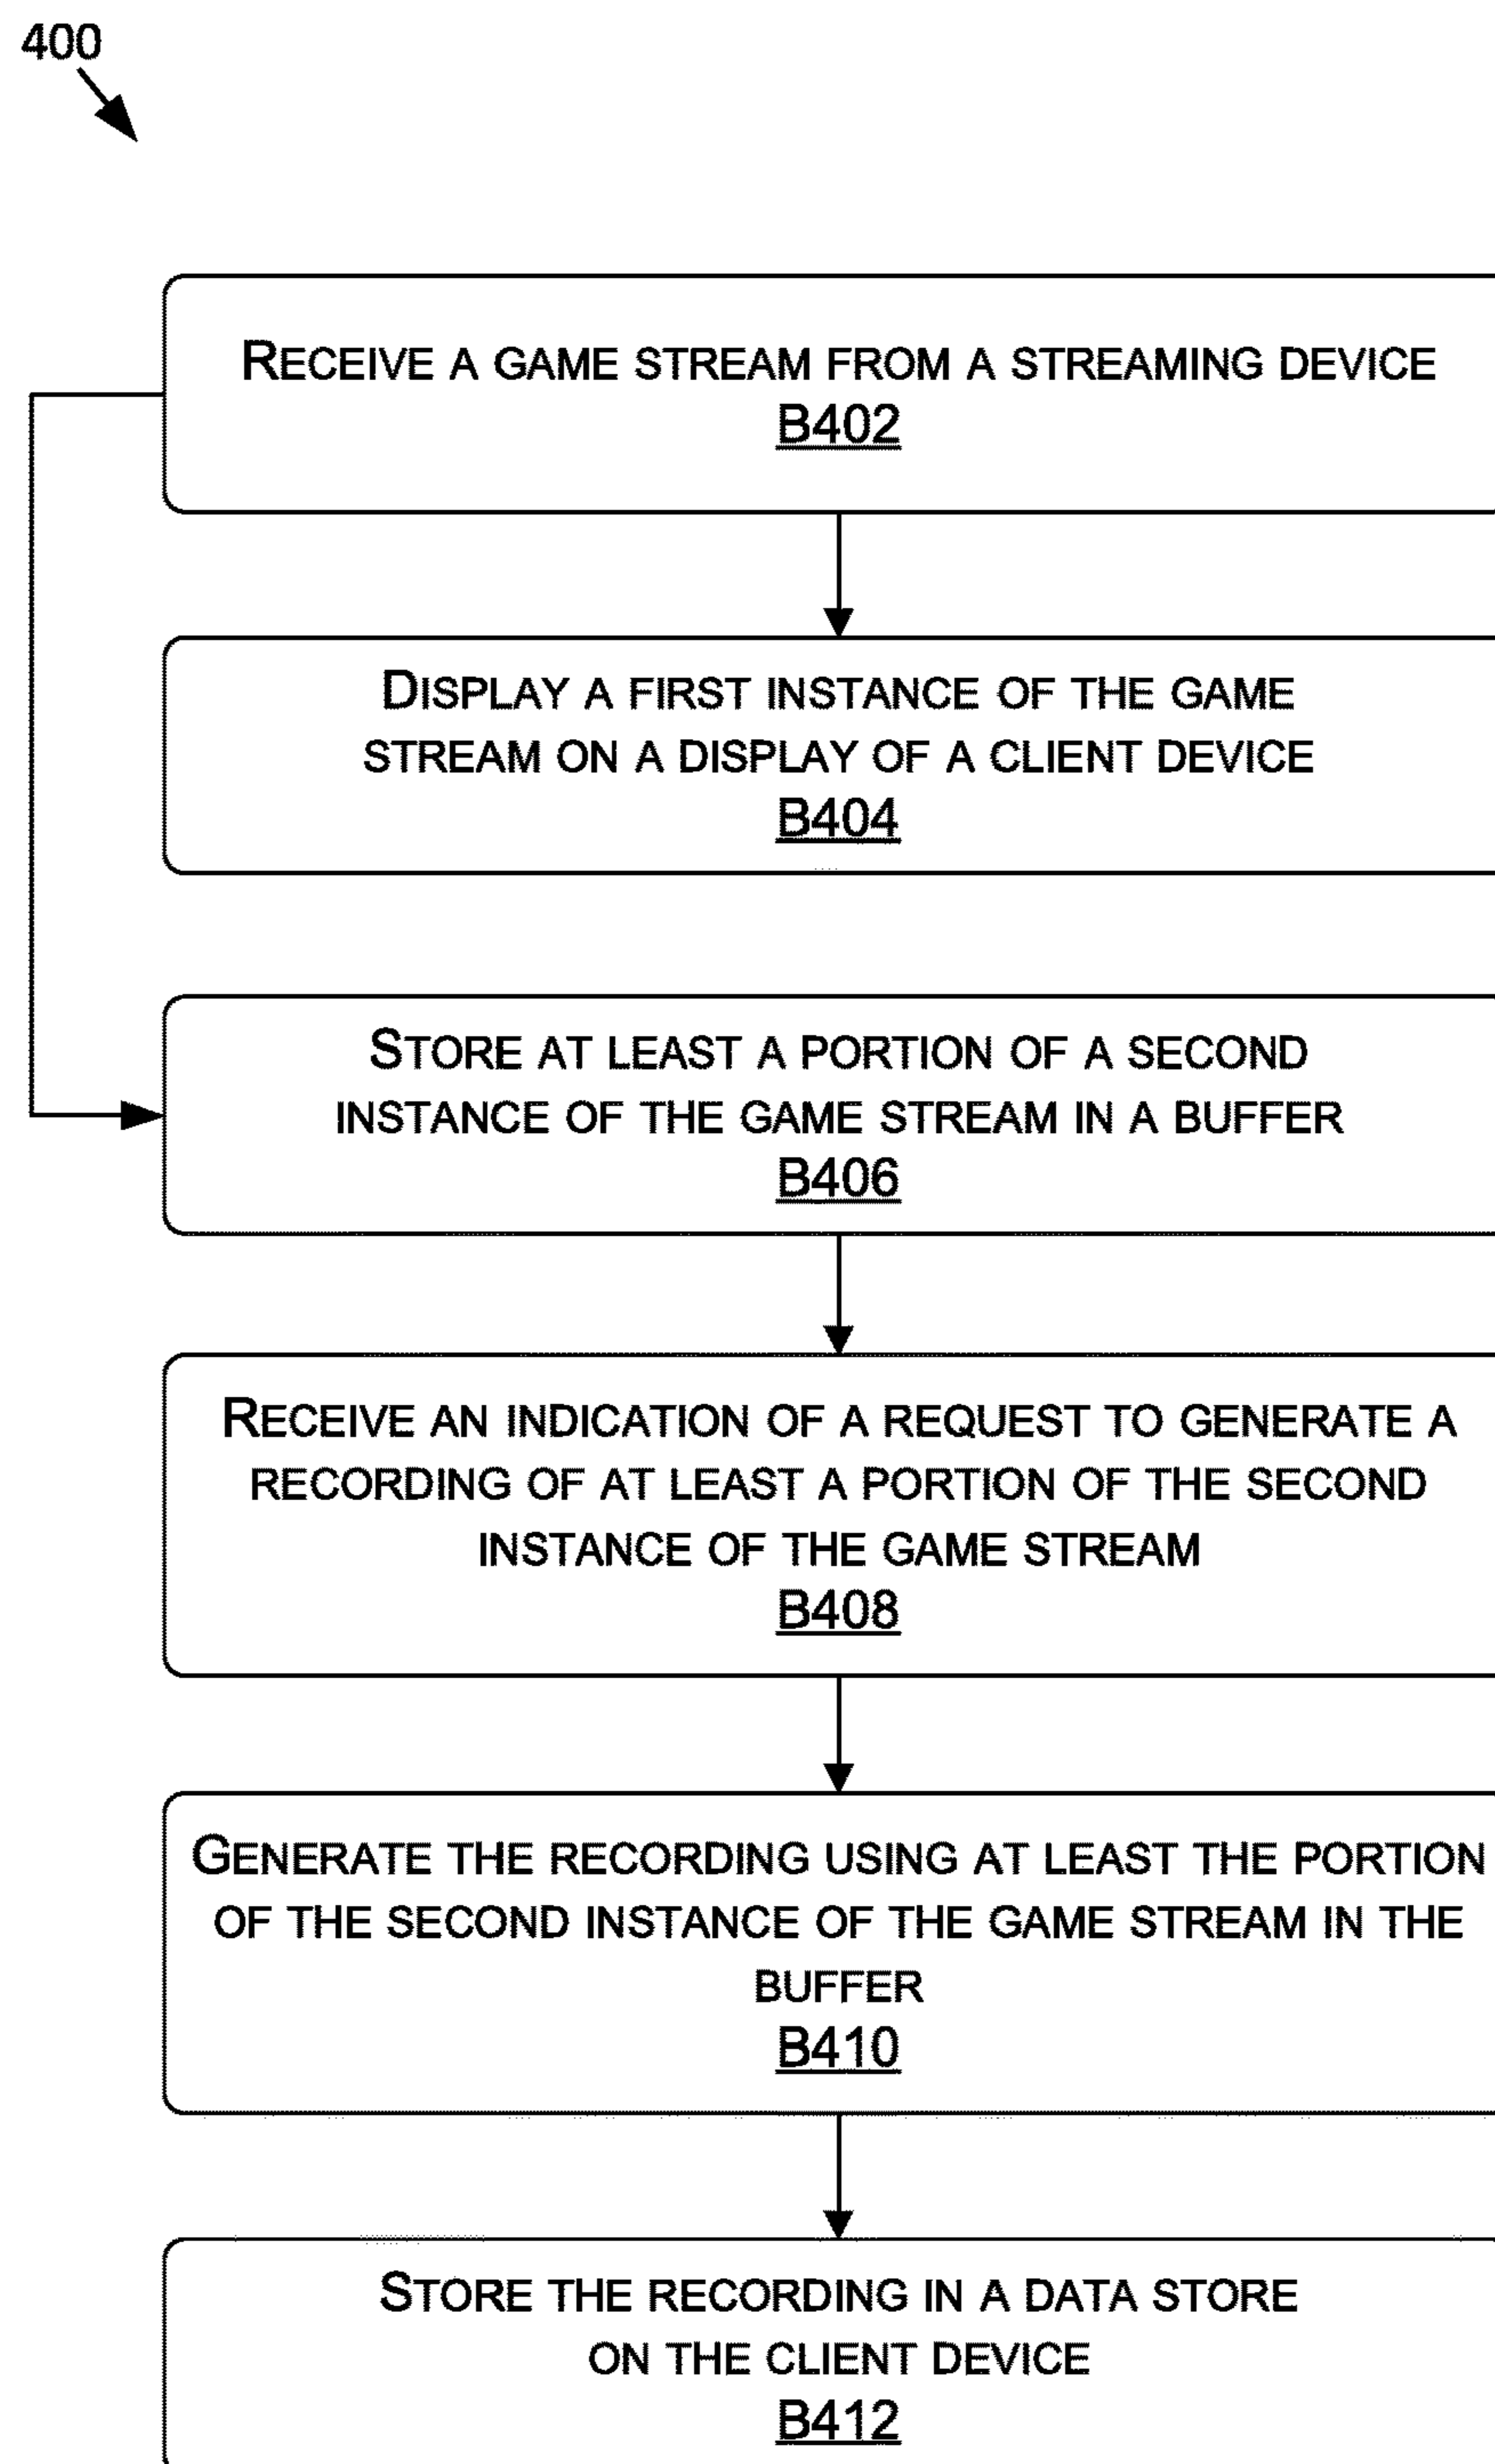 400
RECEIVE A GAME STREAM FROM A STREAMING DEVICE
B402
DISPLAY A FIRST INSTANCE OF THE GAME
STREAM ON A DISPLAY OF A CLIENT DEVICE
B404
STORE AT LEAST A PORTION OF A SECOND
INSTANCE OF THE GAME STREAM IN A BUFFER
B406
RECEIVE AN INDICATION OF A REQUEST TO GENERATE A
RECORDING OF AT LEAST A PORTION OF THE SECOND
INSTANCE OF THE GAME STREAM
B408
GENERATE THE RECORDING USING AT LEAST THE PORTION
OF THE SECOND INSTANCE OF THE GAME STREAM IN THE
BUFFER
B410
STORE THE RECORDING IN A DATA STORE
ON THE CLIENT DEVICE
B412